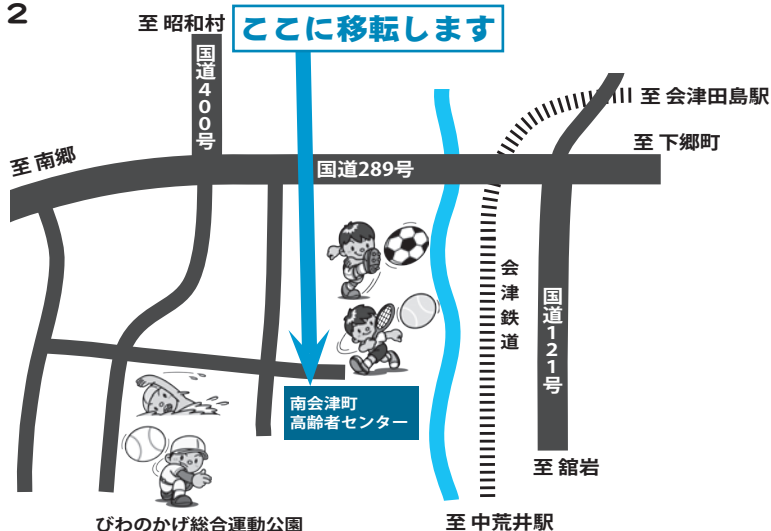 2
至 昭和村
ここに移転します
国道400号
至 会津田島駅
至 下郷町
至 南郷
国道289号
会津鉄道
国道121号
南会津町
高齢者センター
至 舘岩
びわのかげ総合運動公園
至 中荒井駅